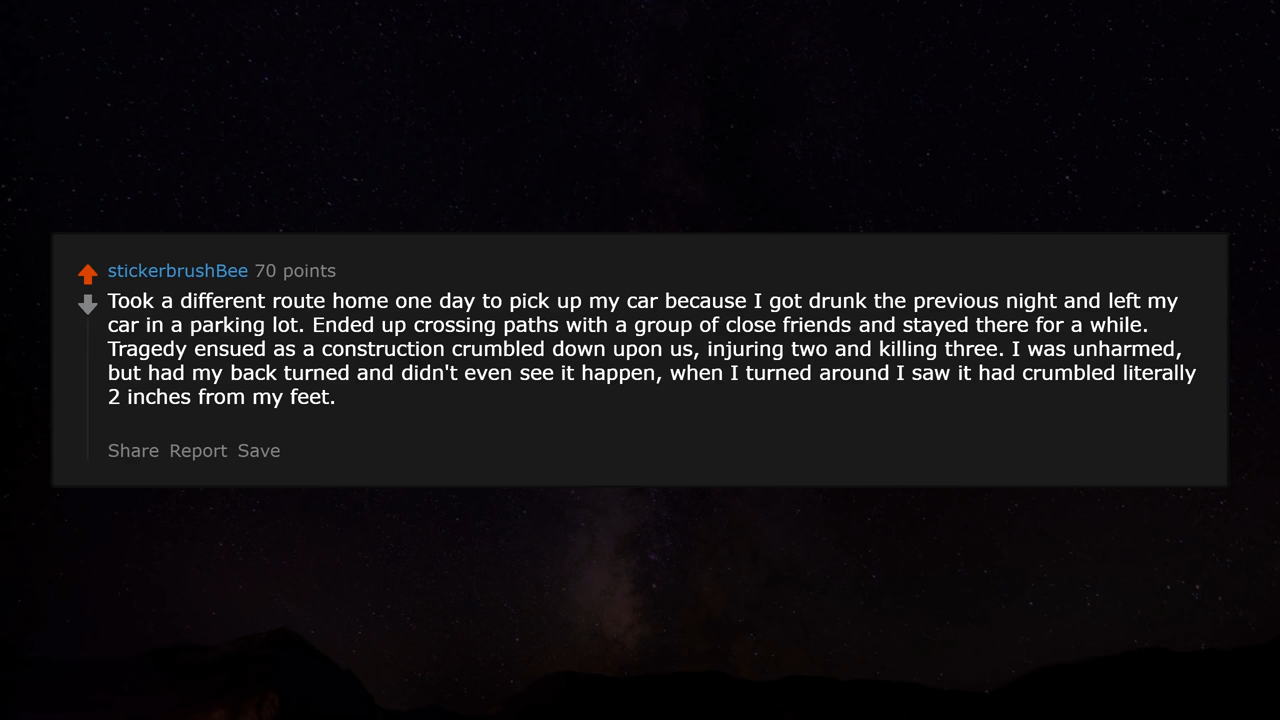 stickerbrushBee 70 points
Took a different route home one day to pick up my car because I got drunk the previous night and left my
car in a parking lot. Ended up crossing paths with a group of close friends and stayed there for a while.
Tragedy ensued as a construction crumbled down upon us, injuring two and killing three. I was unharmed,
but had my back turned and didn't even see it happen, when I turned around I saw it had crumbled literally
2 inches from my feet.
Share Report Save